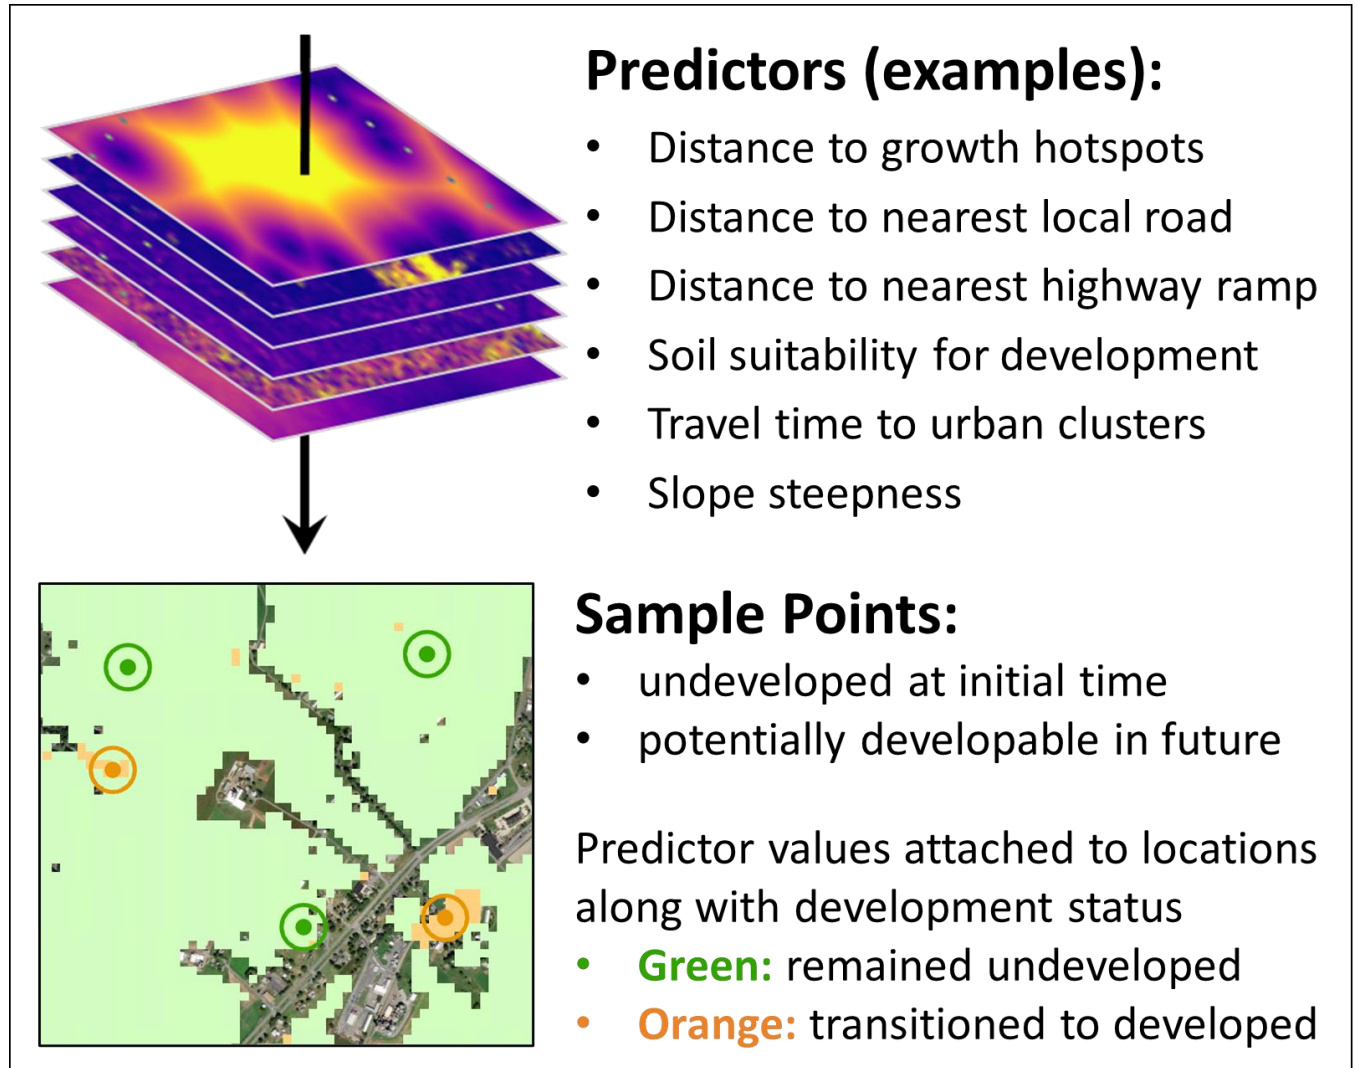 Predictors (examples):
• Distance to growth hotspots
• Distance to nearest local road
• Distance to nearest highway ramp
• Soil suitability for development
• Travel time to urban clusters
• Slope steepness
Sample Points:
• undeveloped at initial time
• potentially developable in future
Predictor values attached to locations
along with development status
• Green: remained undeveloped
• Orange: transitioned to developed